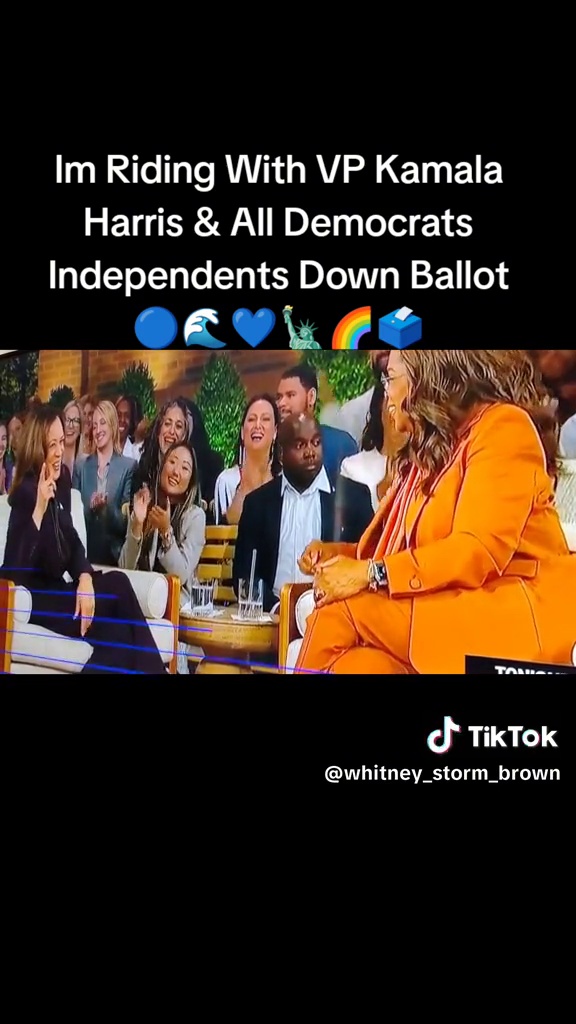 Im Riding With VP Kamala
Harris & All Democrats
Independents Down Ballot
TikTok
@whitney_storm_brown